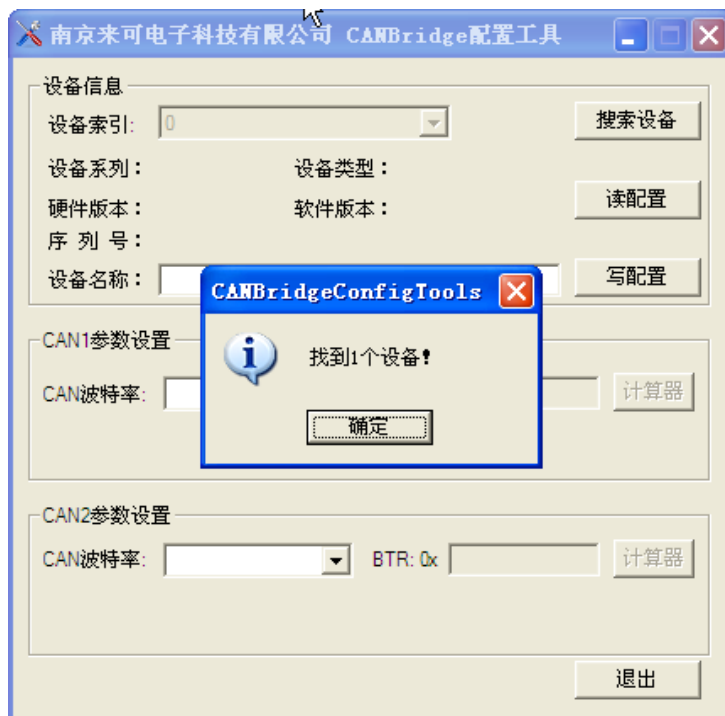 南京来可电子科技有限公司 CANBridge配置工具
设备信息
设备索引: 0 搜索设备
设备系列： 设备类型：
硬件版本： 软件版本： 读配置
序 列 号：
设备名称： 写配置
CANBridgeConfigTools
找到1个设备!
确定
CAN1参数设置
CAN波特率: 计算器
CAN2参数设置
CAN波特率: BTR: 0x 计算器
退出